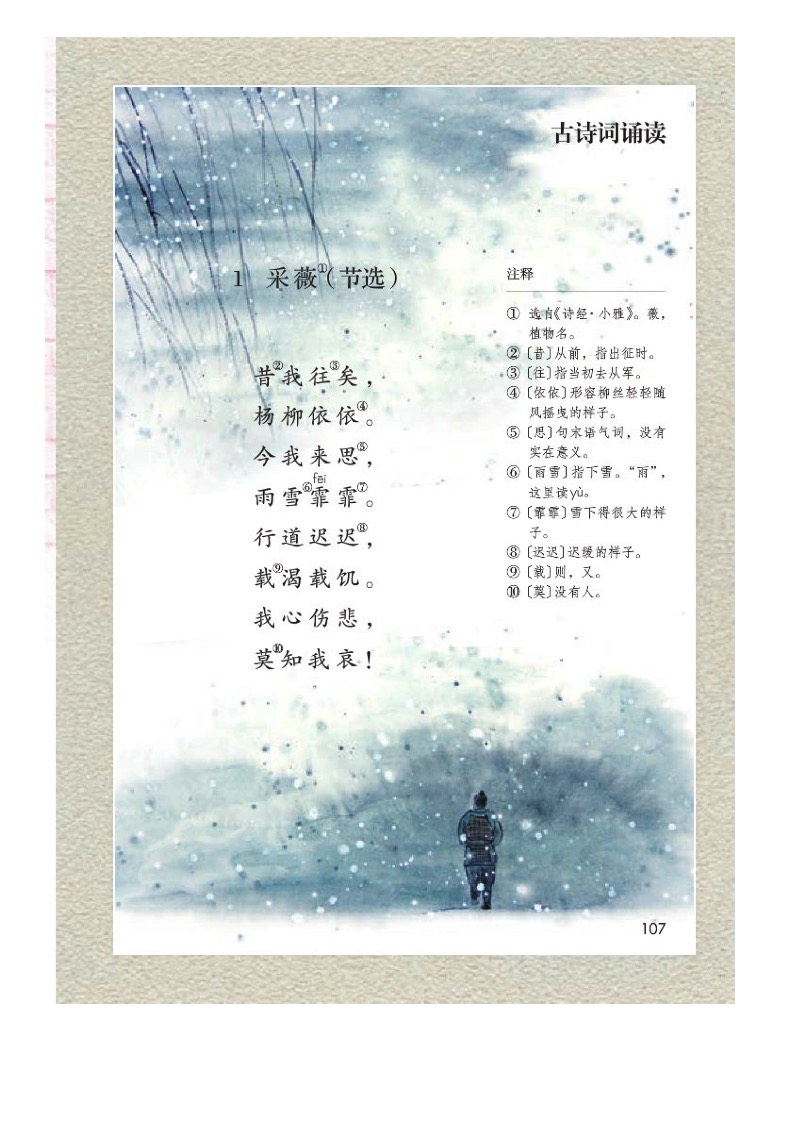 古诗词诵读
1 采薇①（节选）
昔②我往③矣，
杨柳依依④。
今我来思⑤，
fēi
雨雪⑥霏霏⑦。
行道迟迟⑧，
载⑨渴载饥。
我心伤悲，
莫⑩知我哀！
注释
① 选自《诗经·小雅》。薇，
植物名。
②〔昔〕从前，指出征时。
③〔往〕指当初去从军。
④〔依依〕形容柳丝轻轻随
风摇曳的样子。
⑤〔思〕句末语气词，没有
实在意义。
⑥〔雨雪〕指下雪。“雨”，
这里读yù。
⑦〔霏霏〕雪下得很大的样
子。
⑧〔迟迟〕迟缓的样子。
⑨〔载〕则，又。
⑩〔莫〕没有人。
107